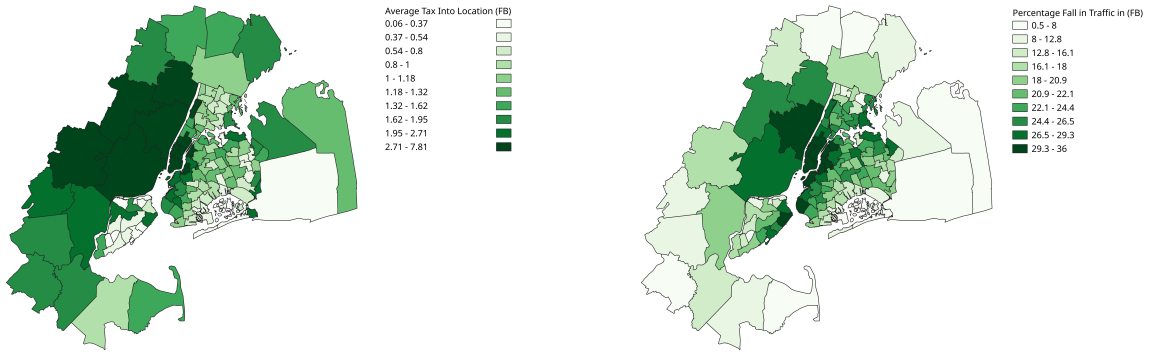 Average Tax Into Location (FB)
0.06 - 0.37
0.37 - 0.54
0.54 - 0.8
0.8 - 1
1 - 1.18
1.18 - 1.32
1.32 - 1.62
1.62 - 1.95
1.95 - 2.71
2.71 - 7.81
Percentage Fall in Traffic in (FB)
0.5 - 8
8 - 12.8
12.8 - 16.1
16.1 - 18
18 - 20.9
20.9 - 22.1
22.1 - 24.4
24.4 - 26.5
26.5 - 29.3
29.3 - 36